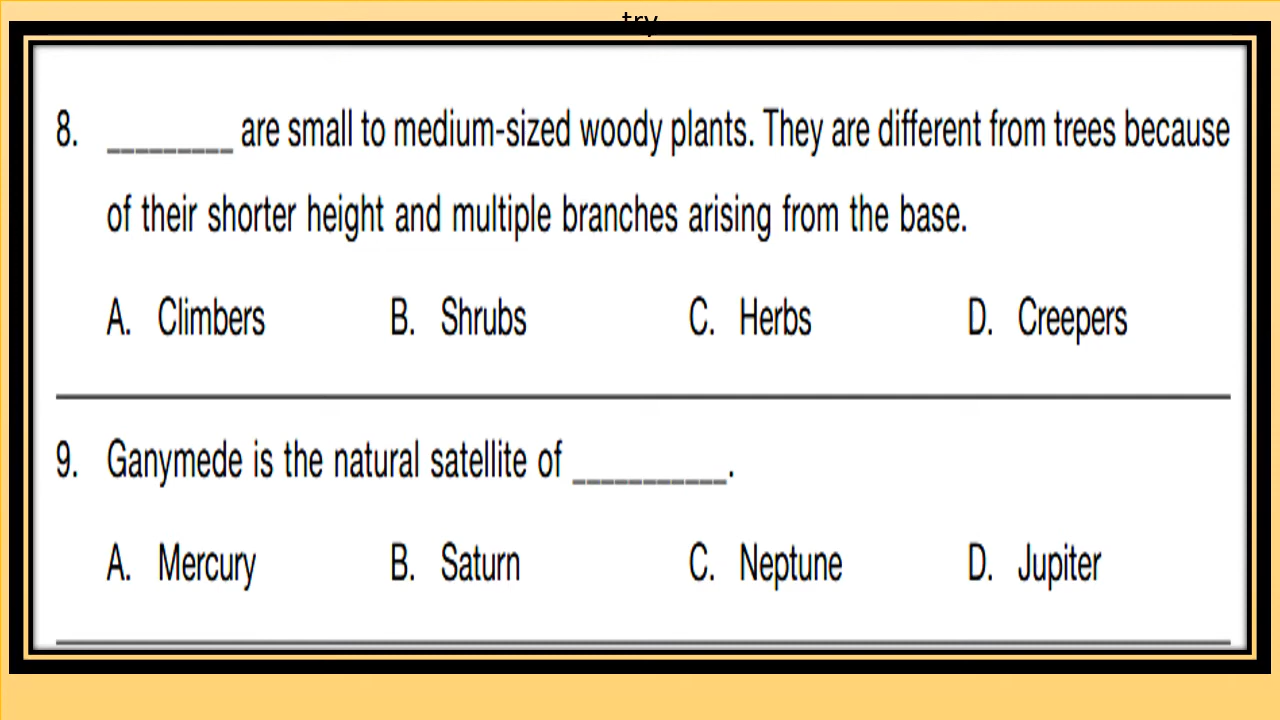 try
8. _________ are small to medium-sized woody plants. They are different from trees because
of their shorter height and multiple branches arising from the base.
A. Climbers B. Shrubs C. Herbs D. Creepers
9. Ganymede is the natural satellite of ___________.
A. Mercury B. Saturn C. Neptune D. Jupiter